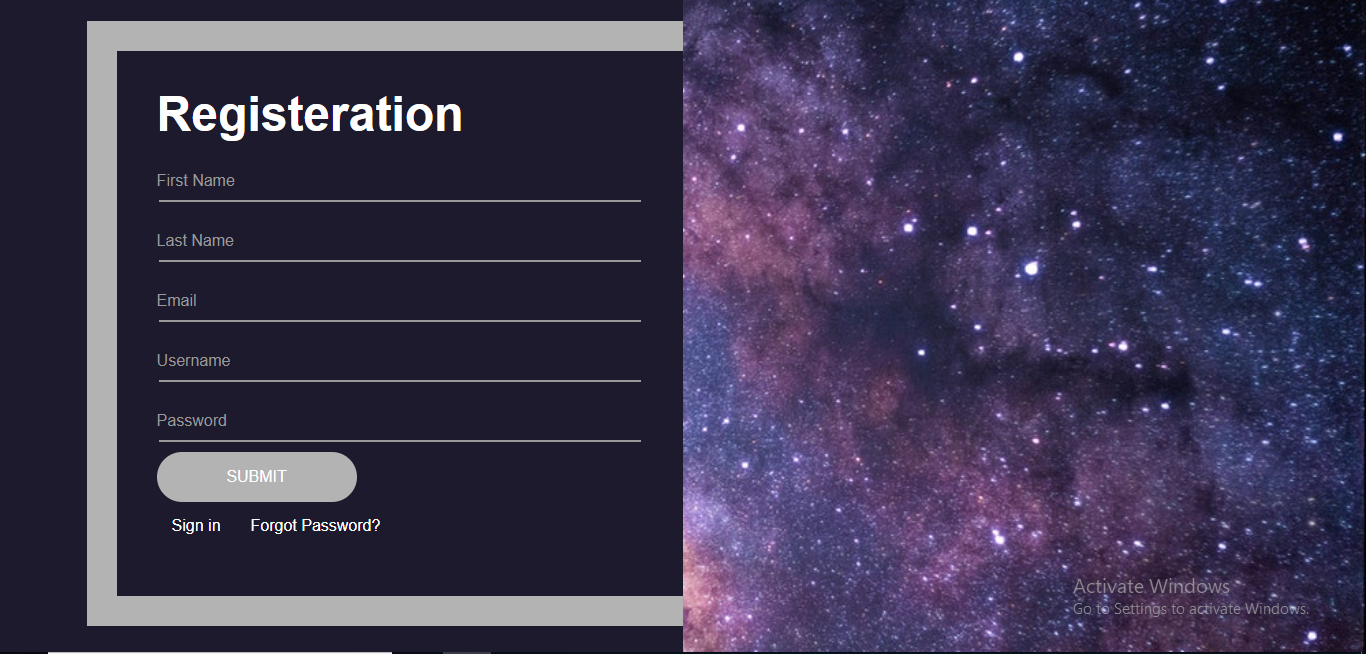 Registeration
First Name
Last Name
Email
Username
Password
SUBMIT
Sign in Forgot Password?
Activate Windows
Go to Settings to activate Windows.